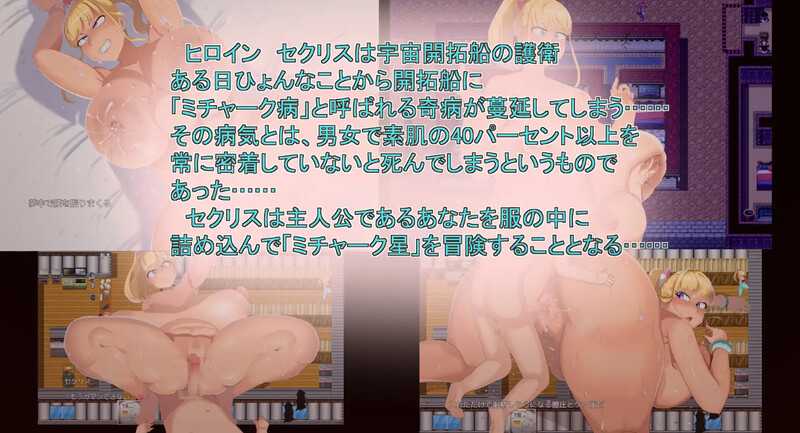 ヒロイン　セクリスは宇宙開拓船の護衛
ある日ひょんなことから開拓船に
「ミチャーク病」と呼ばれる奇病が蔓延してしまう……
その病気とは、男女で素肌の40パーセント以上を
常に密着していないと死んでしまうというもので
あった……
セクリスは主人公であるあなたを服の中に
詰め込んで「ミチャーク星」を冒険することとなる……
セクリス